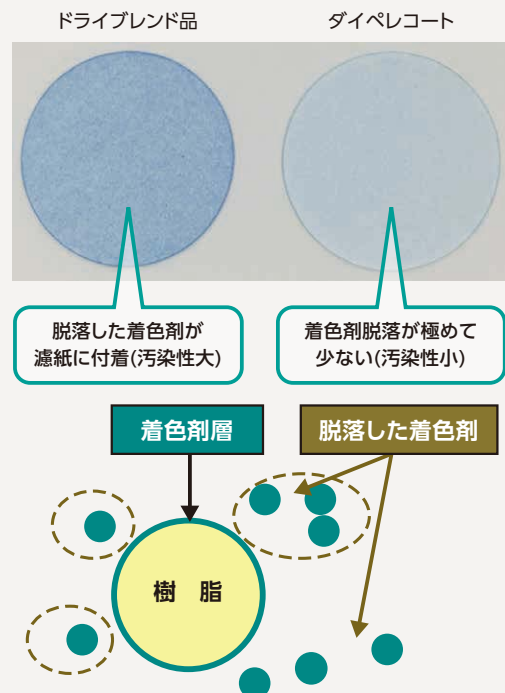 ドライブレンド品
ダイペレコート
脱落した着色剤が
濾紙に付着(汚染性大)
着色剤脱落が極めて
少ない(汚染性小)
着色剤層
脱落した着色剤
樹 脂